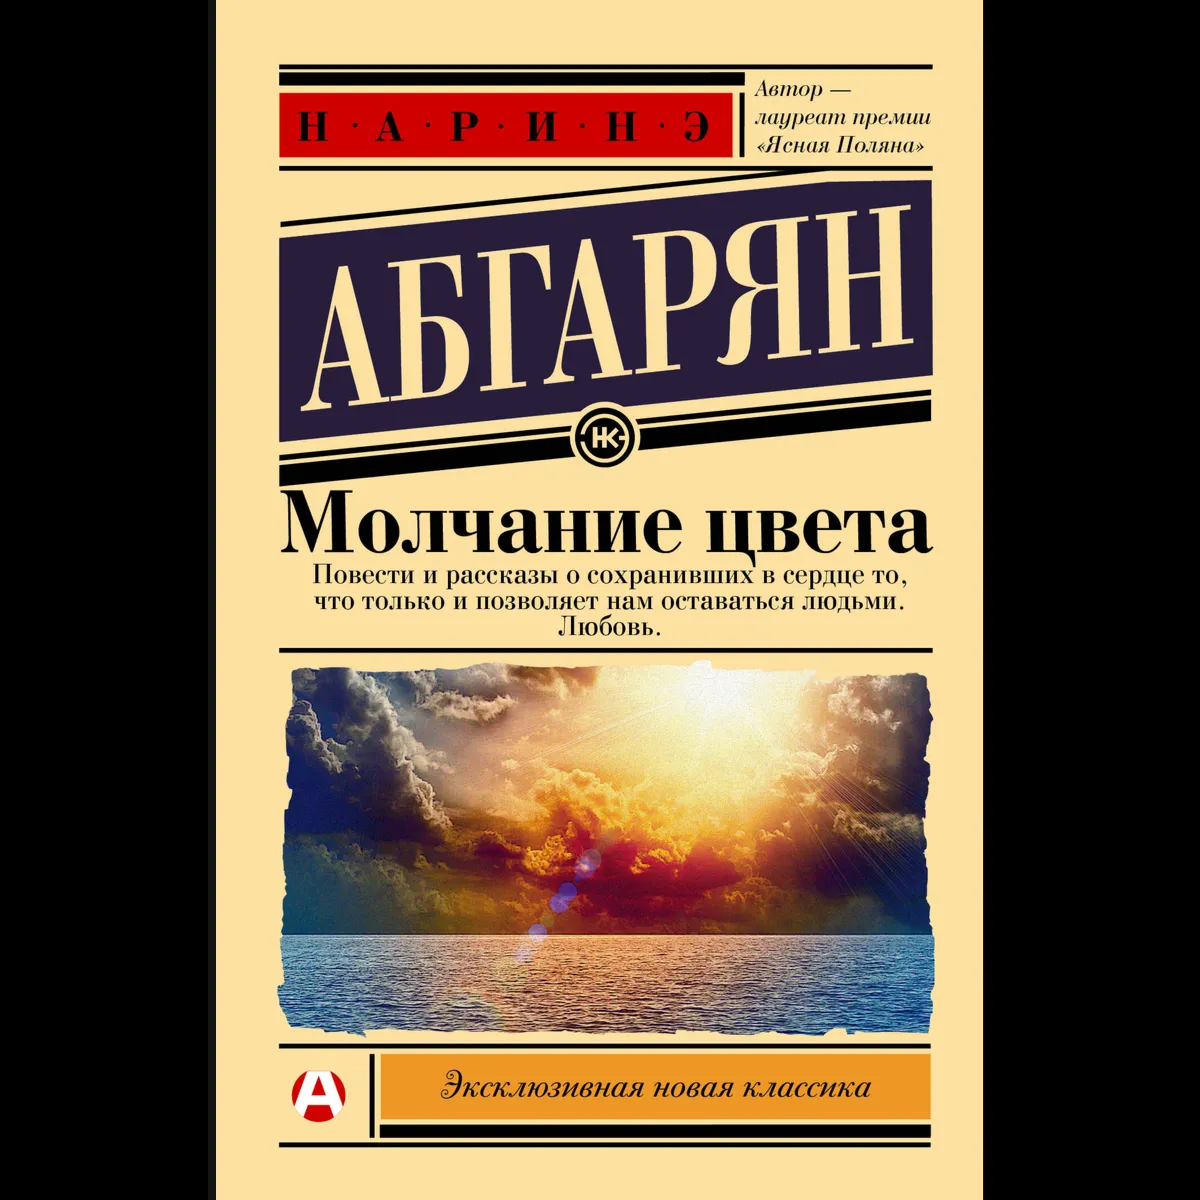 Н·А·Р·И·Н·Э
Автор —
лауреат премии
«Ясная Поляна»
АБГАРЯН
НК
Молчание цвета
Повести и рассказы о сохранивших в сердце то,
что только и позволяет нам оставаться людьми.
Любовь.
А
Эксклюзивная новая классика